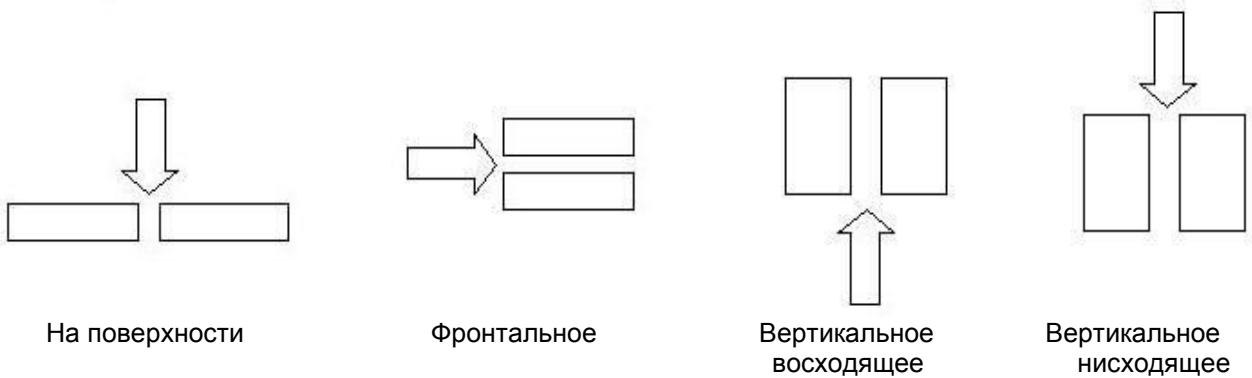 На поверхности
Фронтальное
Вертикальное
восходящее
Вертикальное
нисходящее